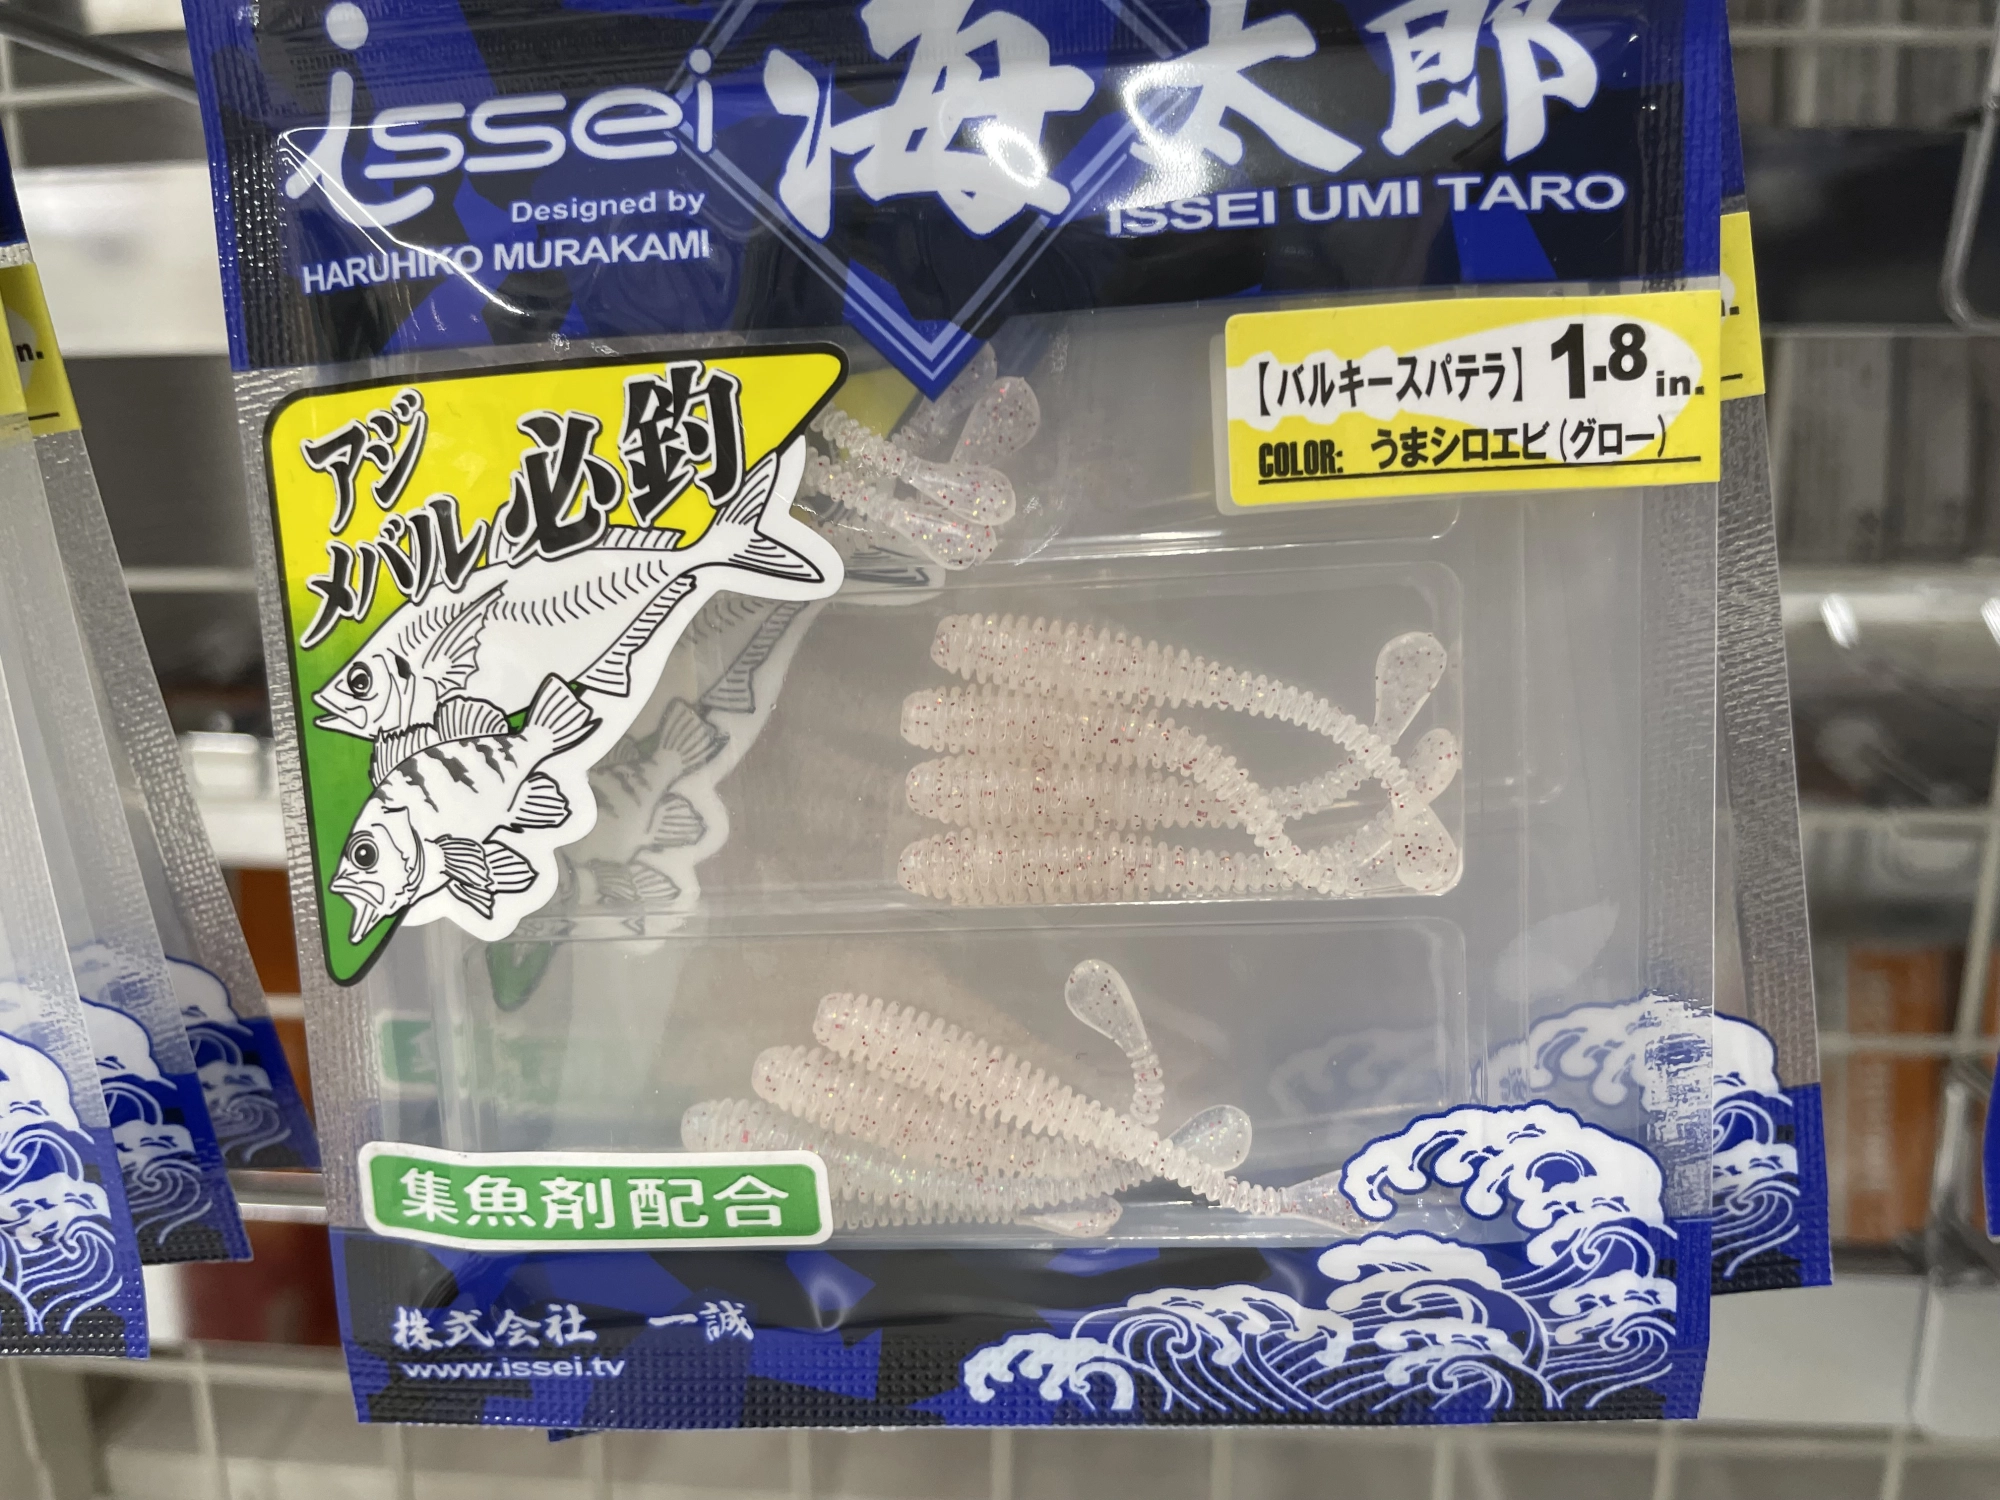 issei
海太郎
Designed by
HARUHIKO MURAKAMI
ISSEI UMI TARO
【バルキースパテラ】 1.8 in.
COLOR: うまシロエビ(グロー)
アジ
メバル 必釣
集魚剤配合
株式会社 一誠
www.issei.tv
in.